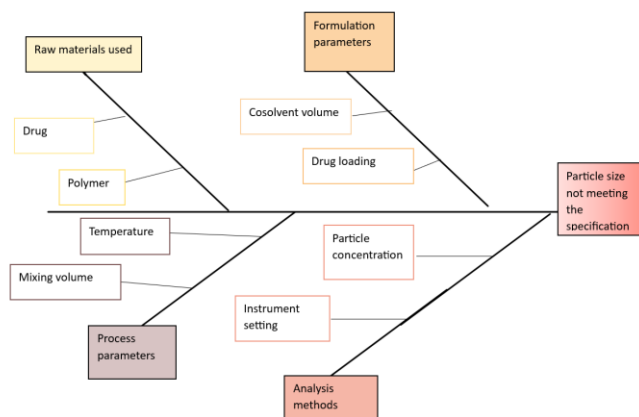 Raw materials used
Formulation
parameters
Cosolvent volume
Drug
Drug loading
Polymer
Particle size
not meeting
the
specification
Temperature
Particle
concentration
Mixing volume
Instrument
setting
Process
parameters
Analysis
methods